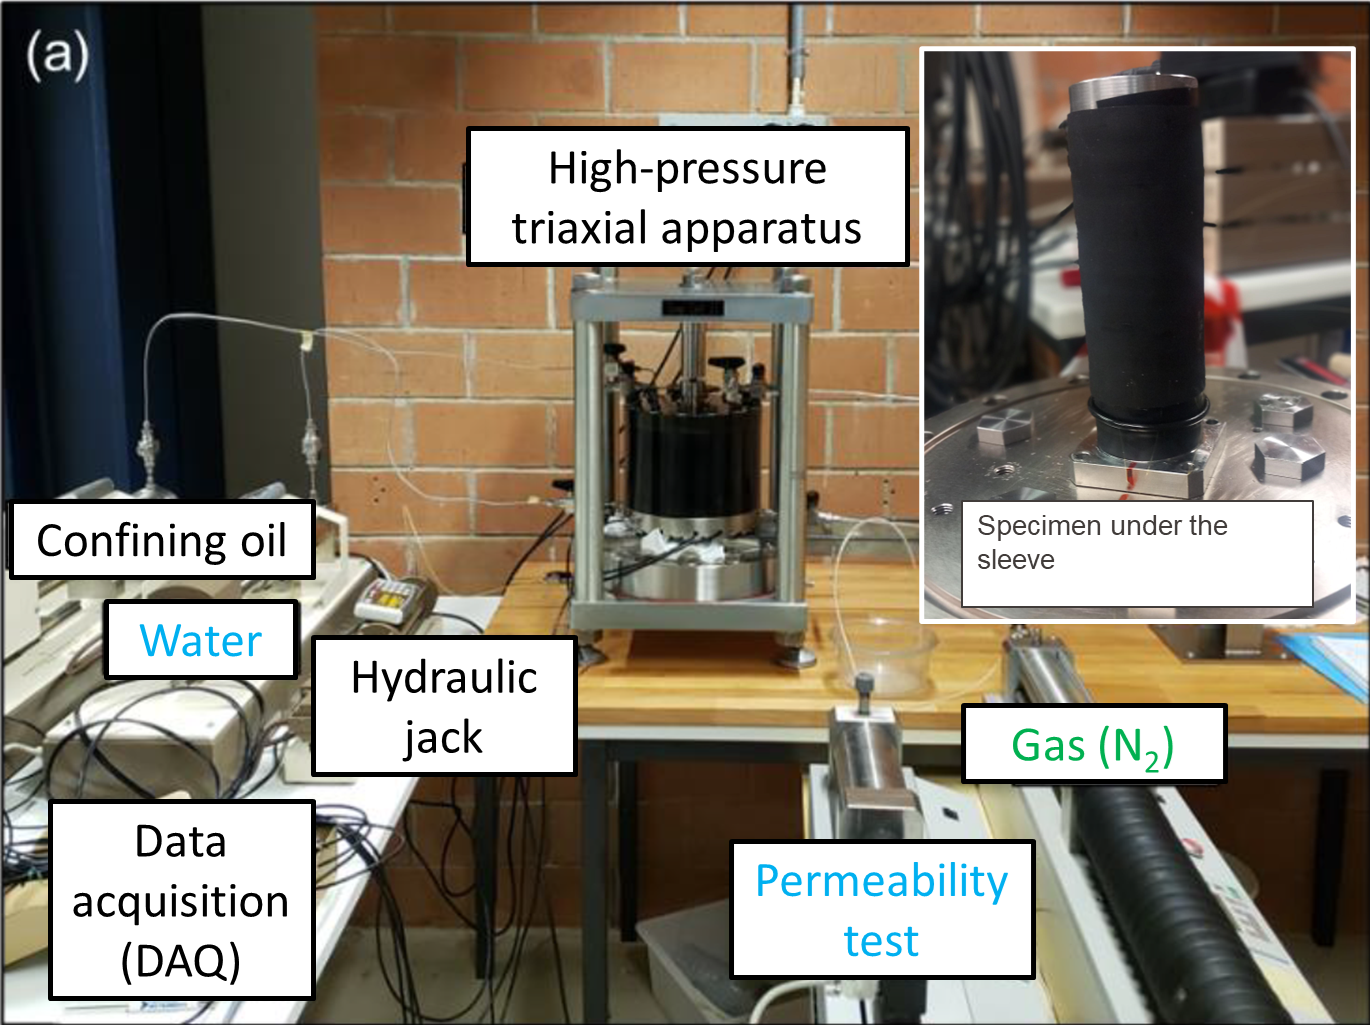 (a)
High-pressure
triaxial apparatus
Specimen under the
sleeve
Confining oil
Water
Hydraulic
jack
Gas (N₂)
Data
acquisition
(DAQ)
Permeability
test